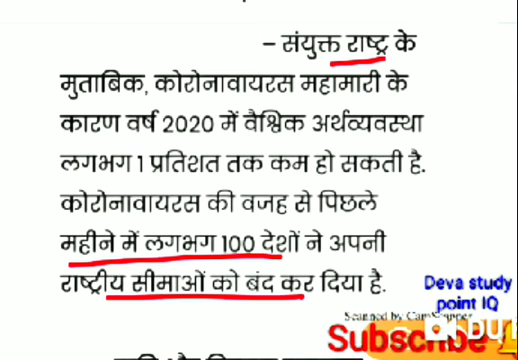 – संयुक्त राष्ट्र के
मुताबिक, कोरोनावायरस महामारी के
कारण वर्ष 2020 में वैश्विक अर्थव्यवस्था
लगभग 1 प्रतिशत तक कम हो सकती है.
कोरोनावायरस की वजह से पिछले
महीने में लगभग 100 देशों ने अपनी
राष्ट्रीय सीमाओं को बंद कर दिया है.
Deva study
point IQ
Scanned by CamScanner
Subscribe